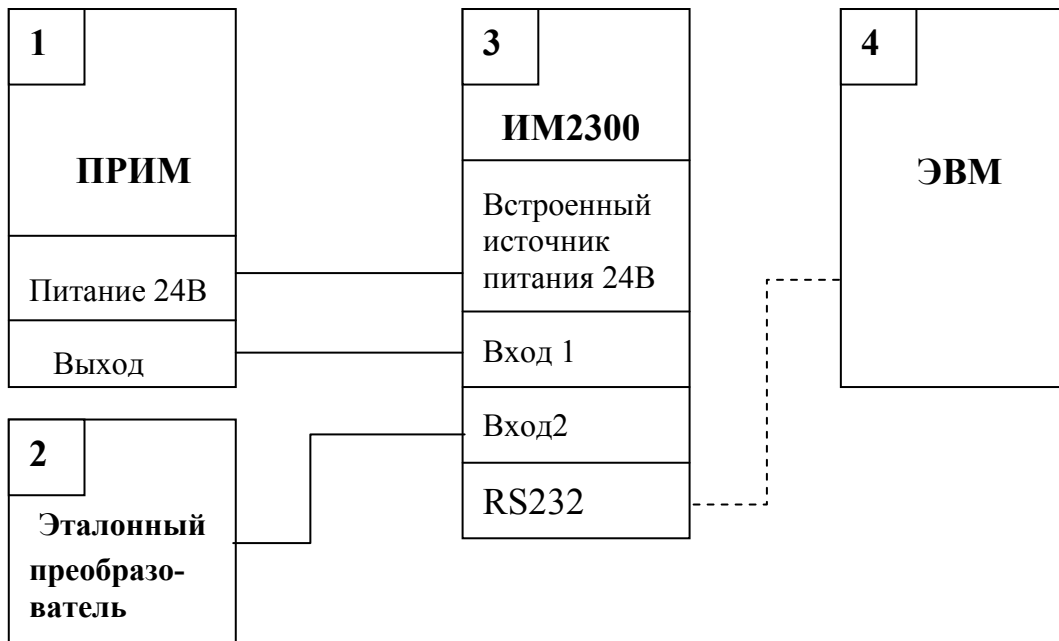 1
ПРИМ
Питание 24В
Выход
2
Эталонный
преобразо-
ватель
3
ИМ2300
Встроенный
источник
питания 24В
Вход 1
Вход2
RS232
4
ЭВМ